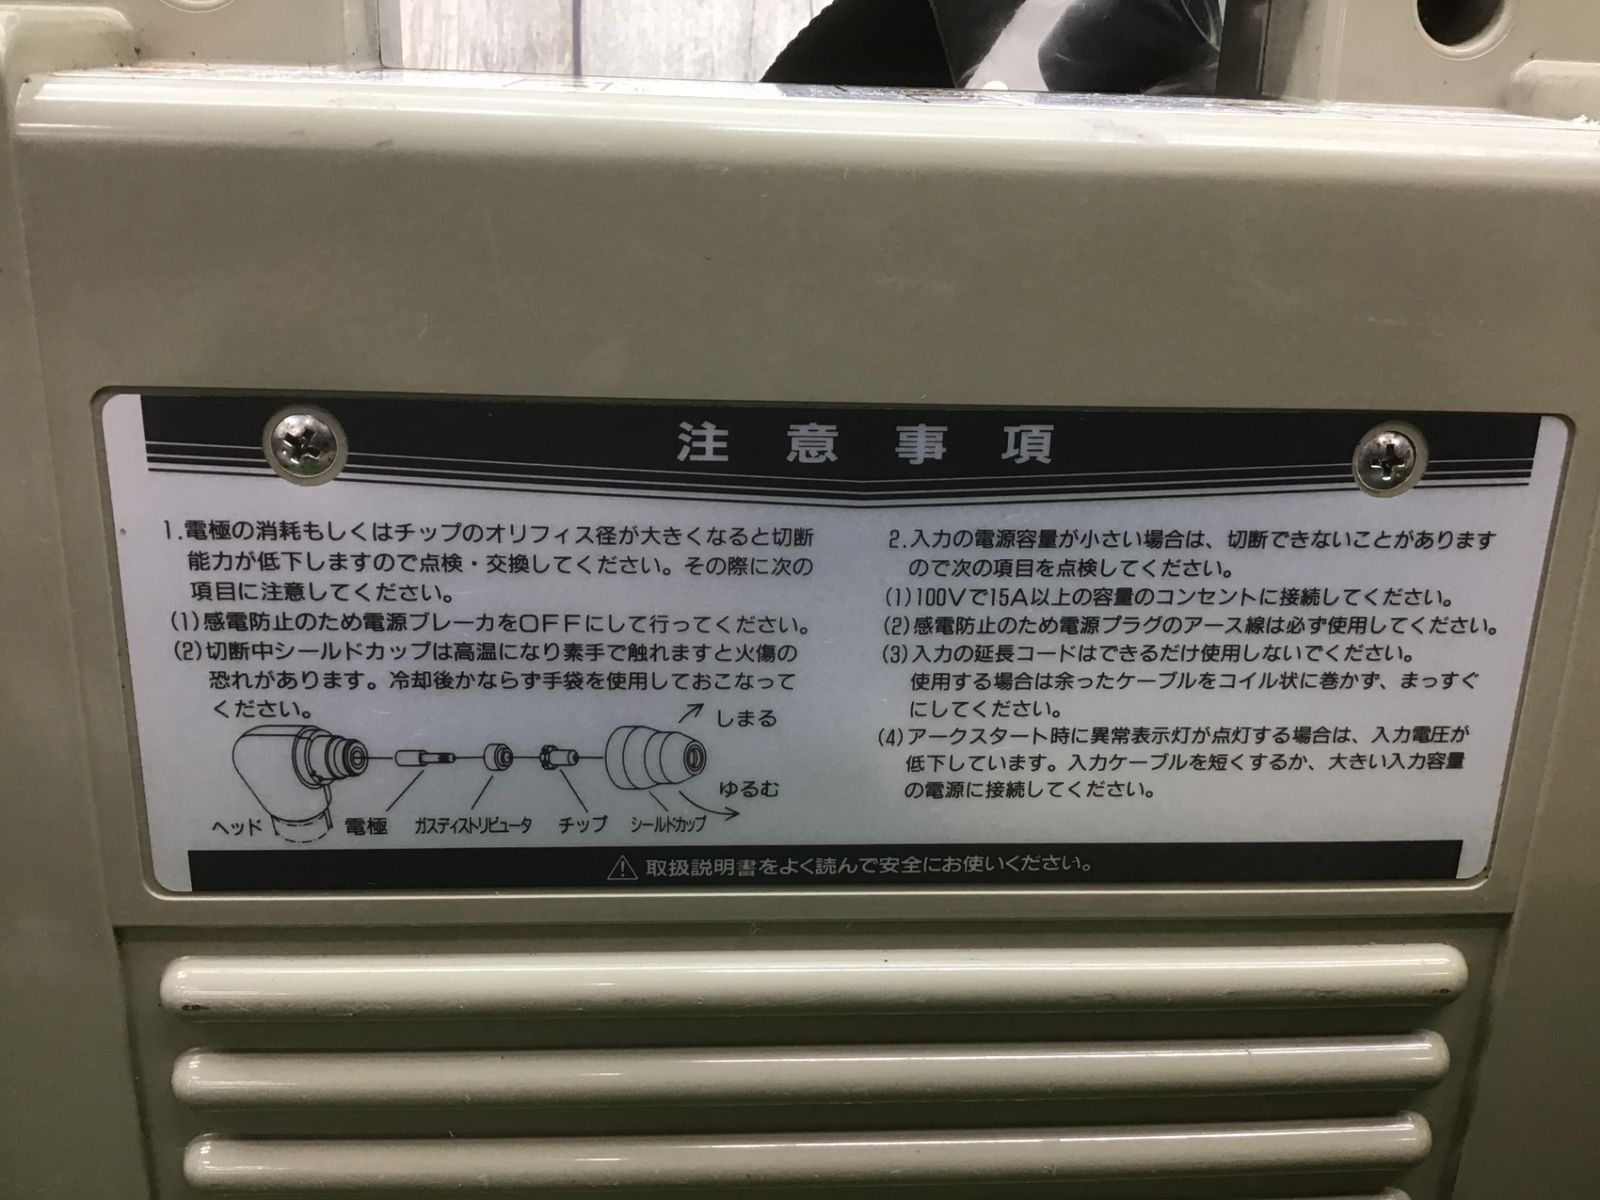 注意事項
1.電極の消耗もしくはチップのオリフィス径が大きくなると切断
能力が低下しますので点検・交換してください。その際に次の
項目に注意してください。
(1)感電防止のため電源ブレーカをOFFにして行ってください。
(2)切断中シールドカップは高温になり素手で触れますと火傷の
恐れがあります。冷却後かならず手袋を使用しておこなって
ください。
しまる
ゆるむ
ヘッド 電極 ガスディストリビュータ チップ シールドカップ
2.入力の電源容量が小さい場合は、切断できないことがあります
ので次の項目を点検してください。
(1)100Vで15A以上の容量のコンセントに接続してください。
(2)感電防止のため電源プラグのアース線は必ず使用してください。
(3)入力の延長コードはできるだけ使用しないでください。
使用する場合は余ったケーブルをコイル状に巻かず、まっすぐ
にしてください。
(4)アークスタート時に異常表示灯が点灯する場合は、入力電圧が
低下しています。入力ケーブルを短くするか、大きい入力容量
の電源に接続してください。
取扱説明書をよく読んで安全にお使いください。